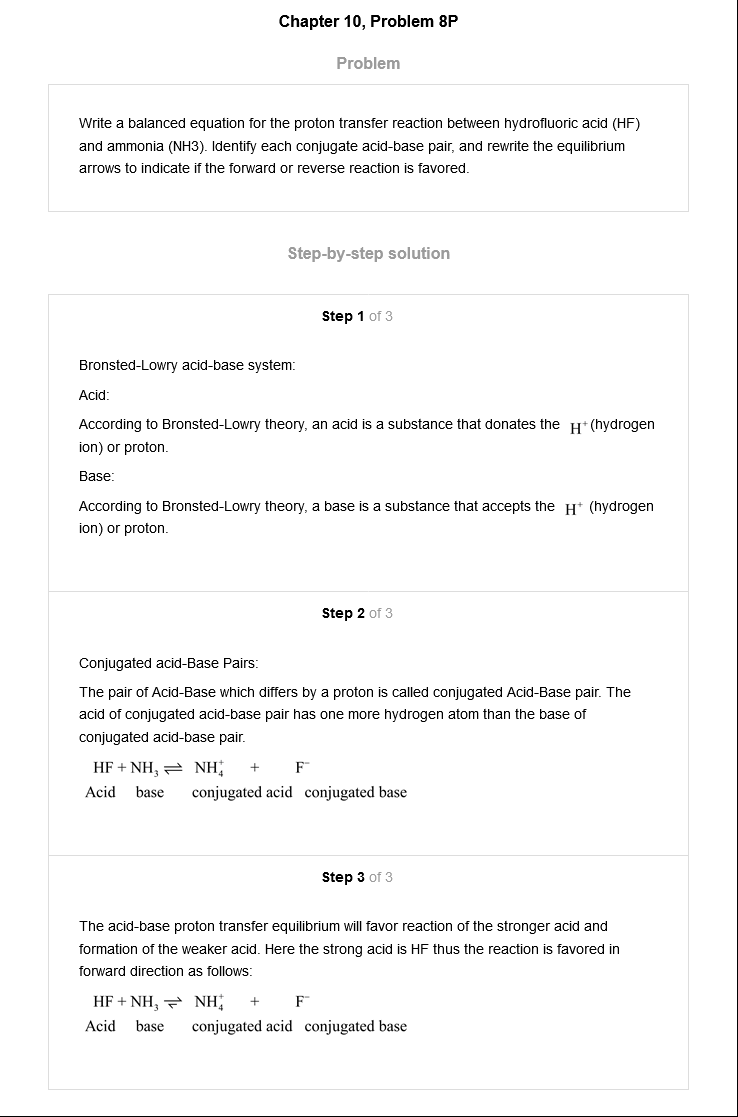 Chapter 10, Problem 8P
Problem
Write a balanced equation for the proton transfer reaction between hydrofluoric acid (HF)
and ammonia (NH3). Identify each conjugate acid-base pair, and rewrite the equilibrium
arrows to indicate if the forward or reverse reaction is favored.
Step-by-step solution
Step 1 of 3
Bronsted-Lowry acid-base system:
Acid:
According to Bronsted-Lowry theory, an acid is a substance that donates the H⁺ (hydrogen
ion) or proton.
Base:
According to Bronsted-Lowry theory, a base is a substance that accepts the H⁺ (hydrogen
ion) or proton.
Step 2 of 3
Conjugated acid-Base Pairs:
The pair of Acid-Base which differs by a proton is called conjugated Acid-Base pair. The
acid of conjugated acid-base pair has one more hydrogen atom than the base of
conjugated acid-base pair.
HF + NH₃ ⇌ NH₄⁺ + F⁻
Acid base conjugated acid conjugated base
Step 3 of 3
The acid-base proton transfer equilibrium will favor reaction of the stronger acid and
formation of the weaker acid. Here the strong acid is HF thus the reaction is favored in
forward direction as follows:
HF + NH₃ ⇌ NH₄⁺ + F⁻
Acid base conjugated acid conjugated base